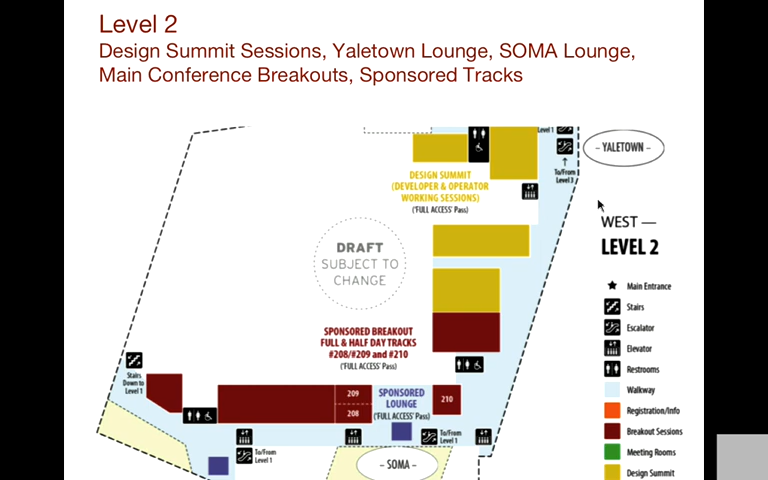 Level 2
Design Summit Sessions, Yaletown Lounge, SOMA Lounge,
Main Conference Breakouts, Sponsored Tracks
Level 1
– YALETOWN –
To/From
Level 3
DESIGN SUMMIT
(DEVELOPER & OPERATOR
WORKING SESSIONS)
('FULL ACCESS' Pass)
WEST —
LEVEL 2
DRAFT
SUBJECT TO
CHANGE
Main Entrance
Stairs
Escalator
Elevator
Restrooms
Walkway
Registration/Info
Breakout Sessions
Meeting Rooms
Design Summit
SPONSORED BREAKOUT
FULL & HALF DAY TRACKS
#208/#209 and #210
('FULL ACCESS' Pass)
Stairs
Down to
Level 1
209
208
SPONSORED
LOUNGE
('FULL ACCESS' Pass)
210
To/From
Level 1
To/From
Level 1
– SOMA –